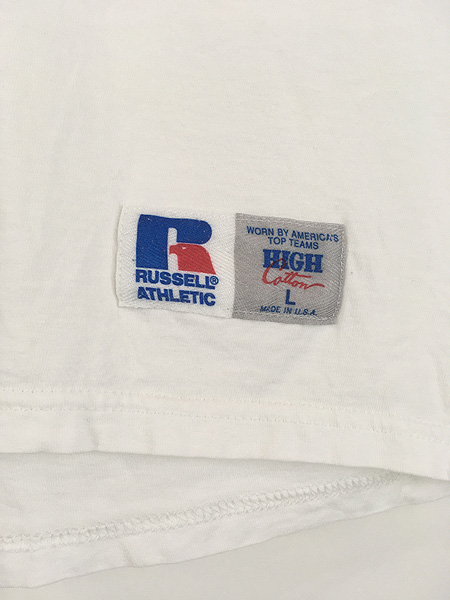 RUSSELL®
ATHLETIC
WORN BY AMERICA'S
TOP TEAMS
HIGH
Cotton
L
MADE IN U.S.A.